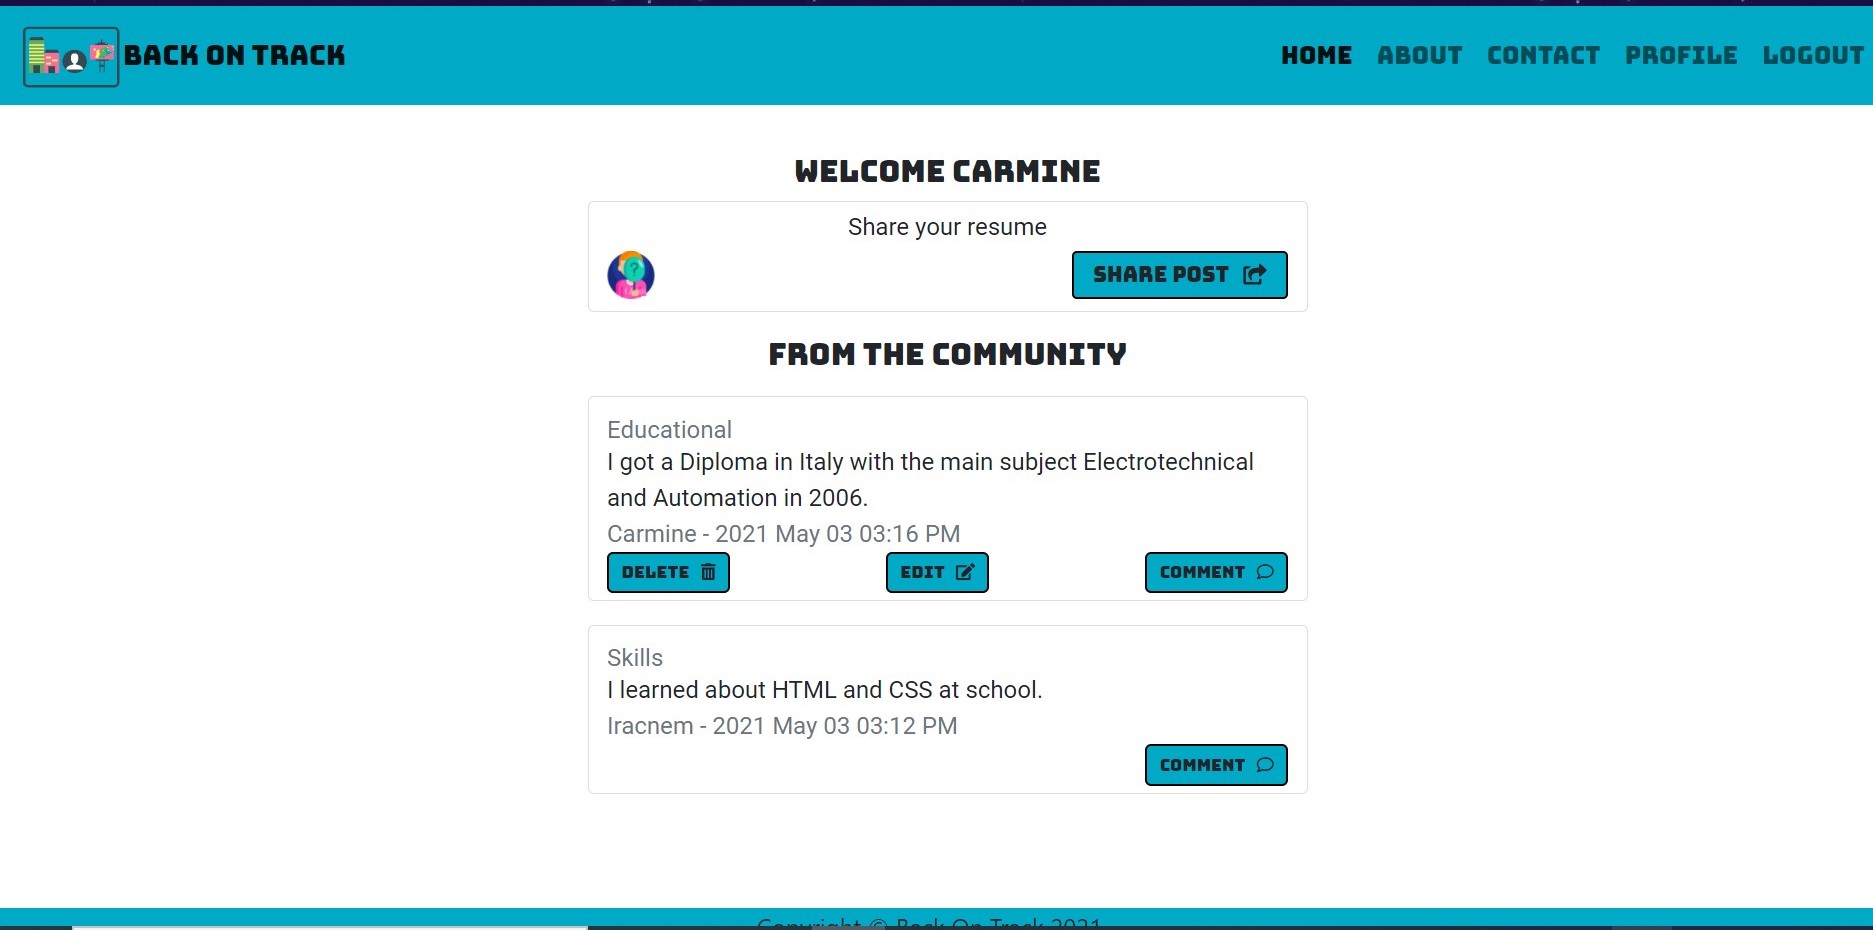 BACK ON TRACK
HOME ABOUT CONTACT PROFILE LOGOUT
WELCOME CARMINE
Share your resume
SHARE POST
FROM THE COMMUNITY
Educational
I got a Diploma in Italy with the main subject Electrotechnical
and Automation in 2006.
Carmine - 2021 May 03 03:16 PM
DELETE EDIT COMMENT
Skills
I learned about HTML and CSS at school.
Iracnem - 2021 May 03 03:12 PM
COMMENT
Copyright © Back On Track 2021